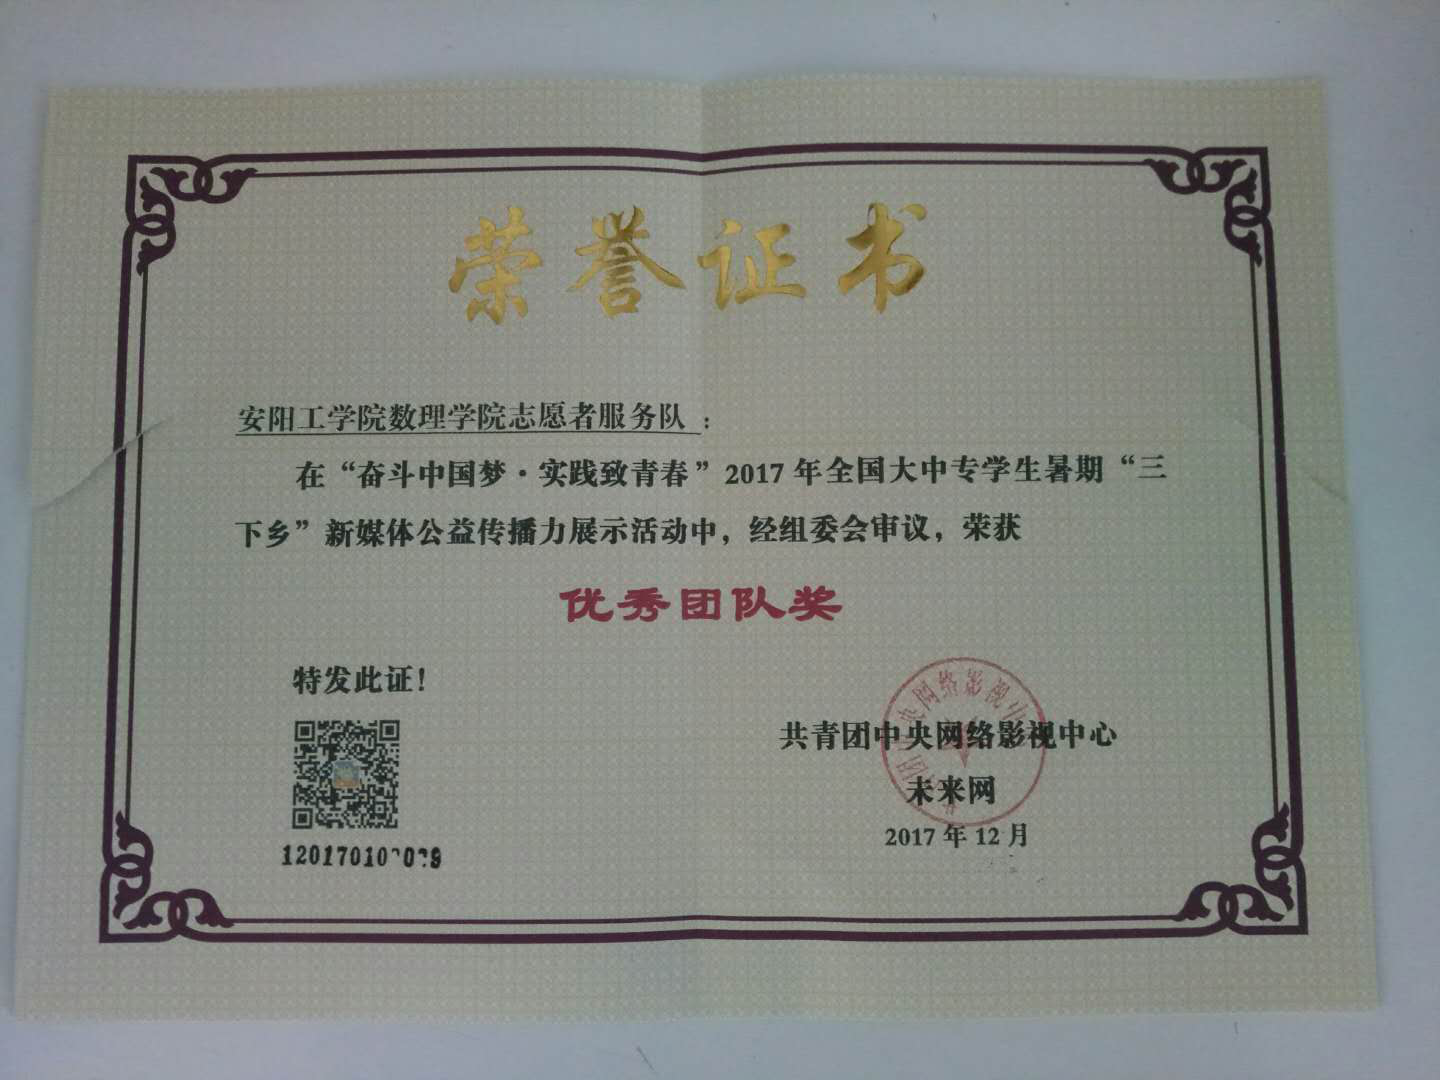 荣誉证书
安阳工学院数理学院志愿者服务队：
在“奋斗中国梦·实践致青春”2017年全国大中专学生暑期“三
下乡”新媒体公益传播力展示活动中，经组委会审议，荣获
优秀团队奖
特发此证！
共青团中央网络影视中心
未来网
2017年12月